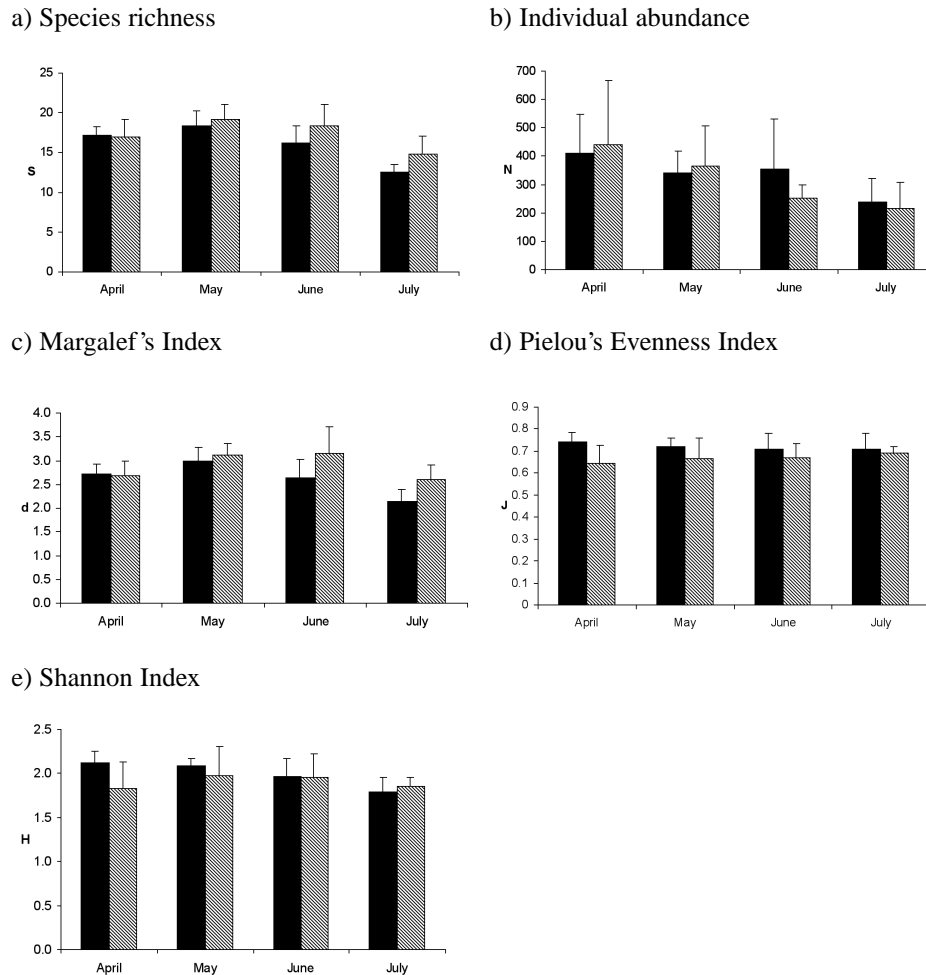 a) Species richness
25
20
15
S
10
5
0
April May June July
b) Individual abundance
700
600
500
400
N
300
200
100
0
April May June July
c) Margalef's Index
4.0
3.5
3.0
2.5
d
2.0
1.5
1.0
0.5
0.0
April May June July
d) Pielou's Evenness Index
0.9
0.8
0.7
0.6
0.5
J
0.4
0.3
0.2
0.1
0
April May June July
e) Shannon Index
2.5
2.0
1.5
H
1.0
0.5
0.0
April May June July